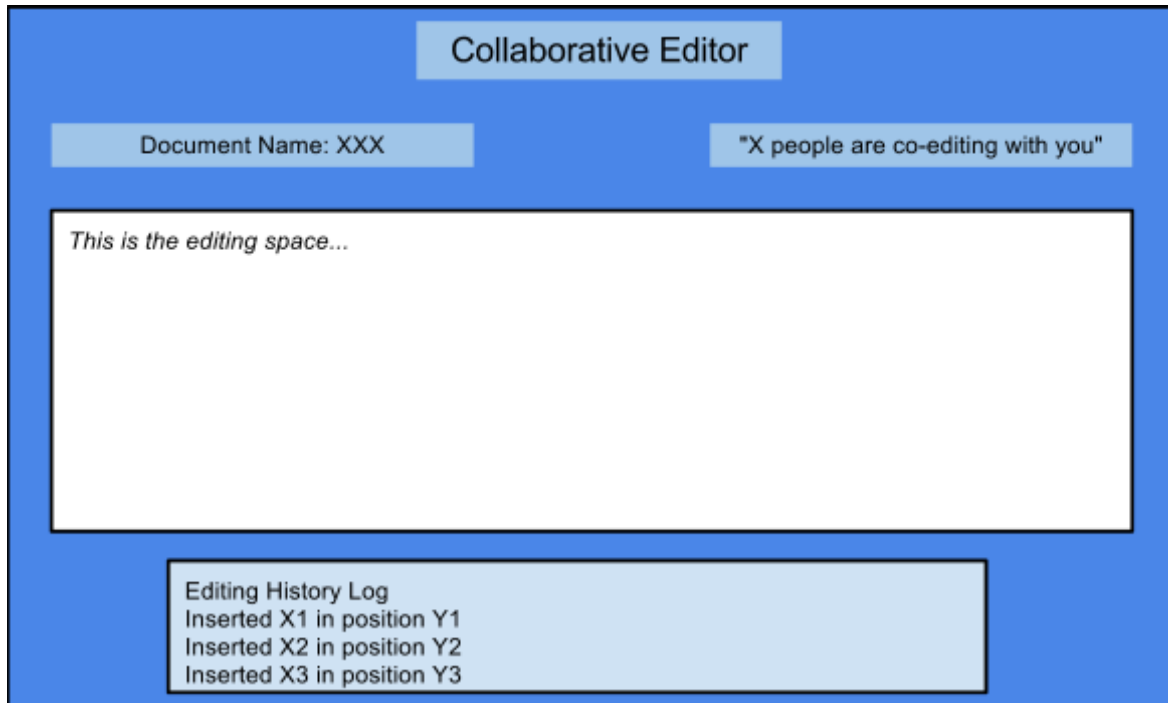 Collaborative Editor
Document Name: XXX
"X people are co-editing with you"
This is the editing space...
Editing History Log
Inserted X1 in position Y1
Inserted X2 in position Y2
Inserted X3 in position Y3